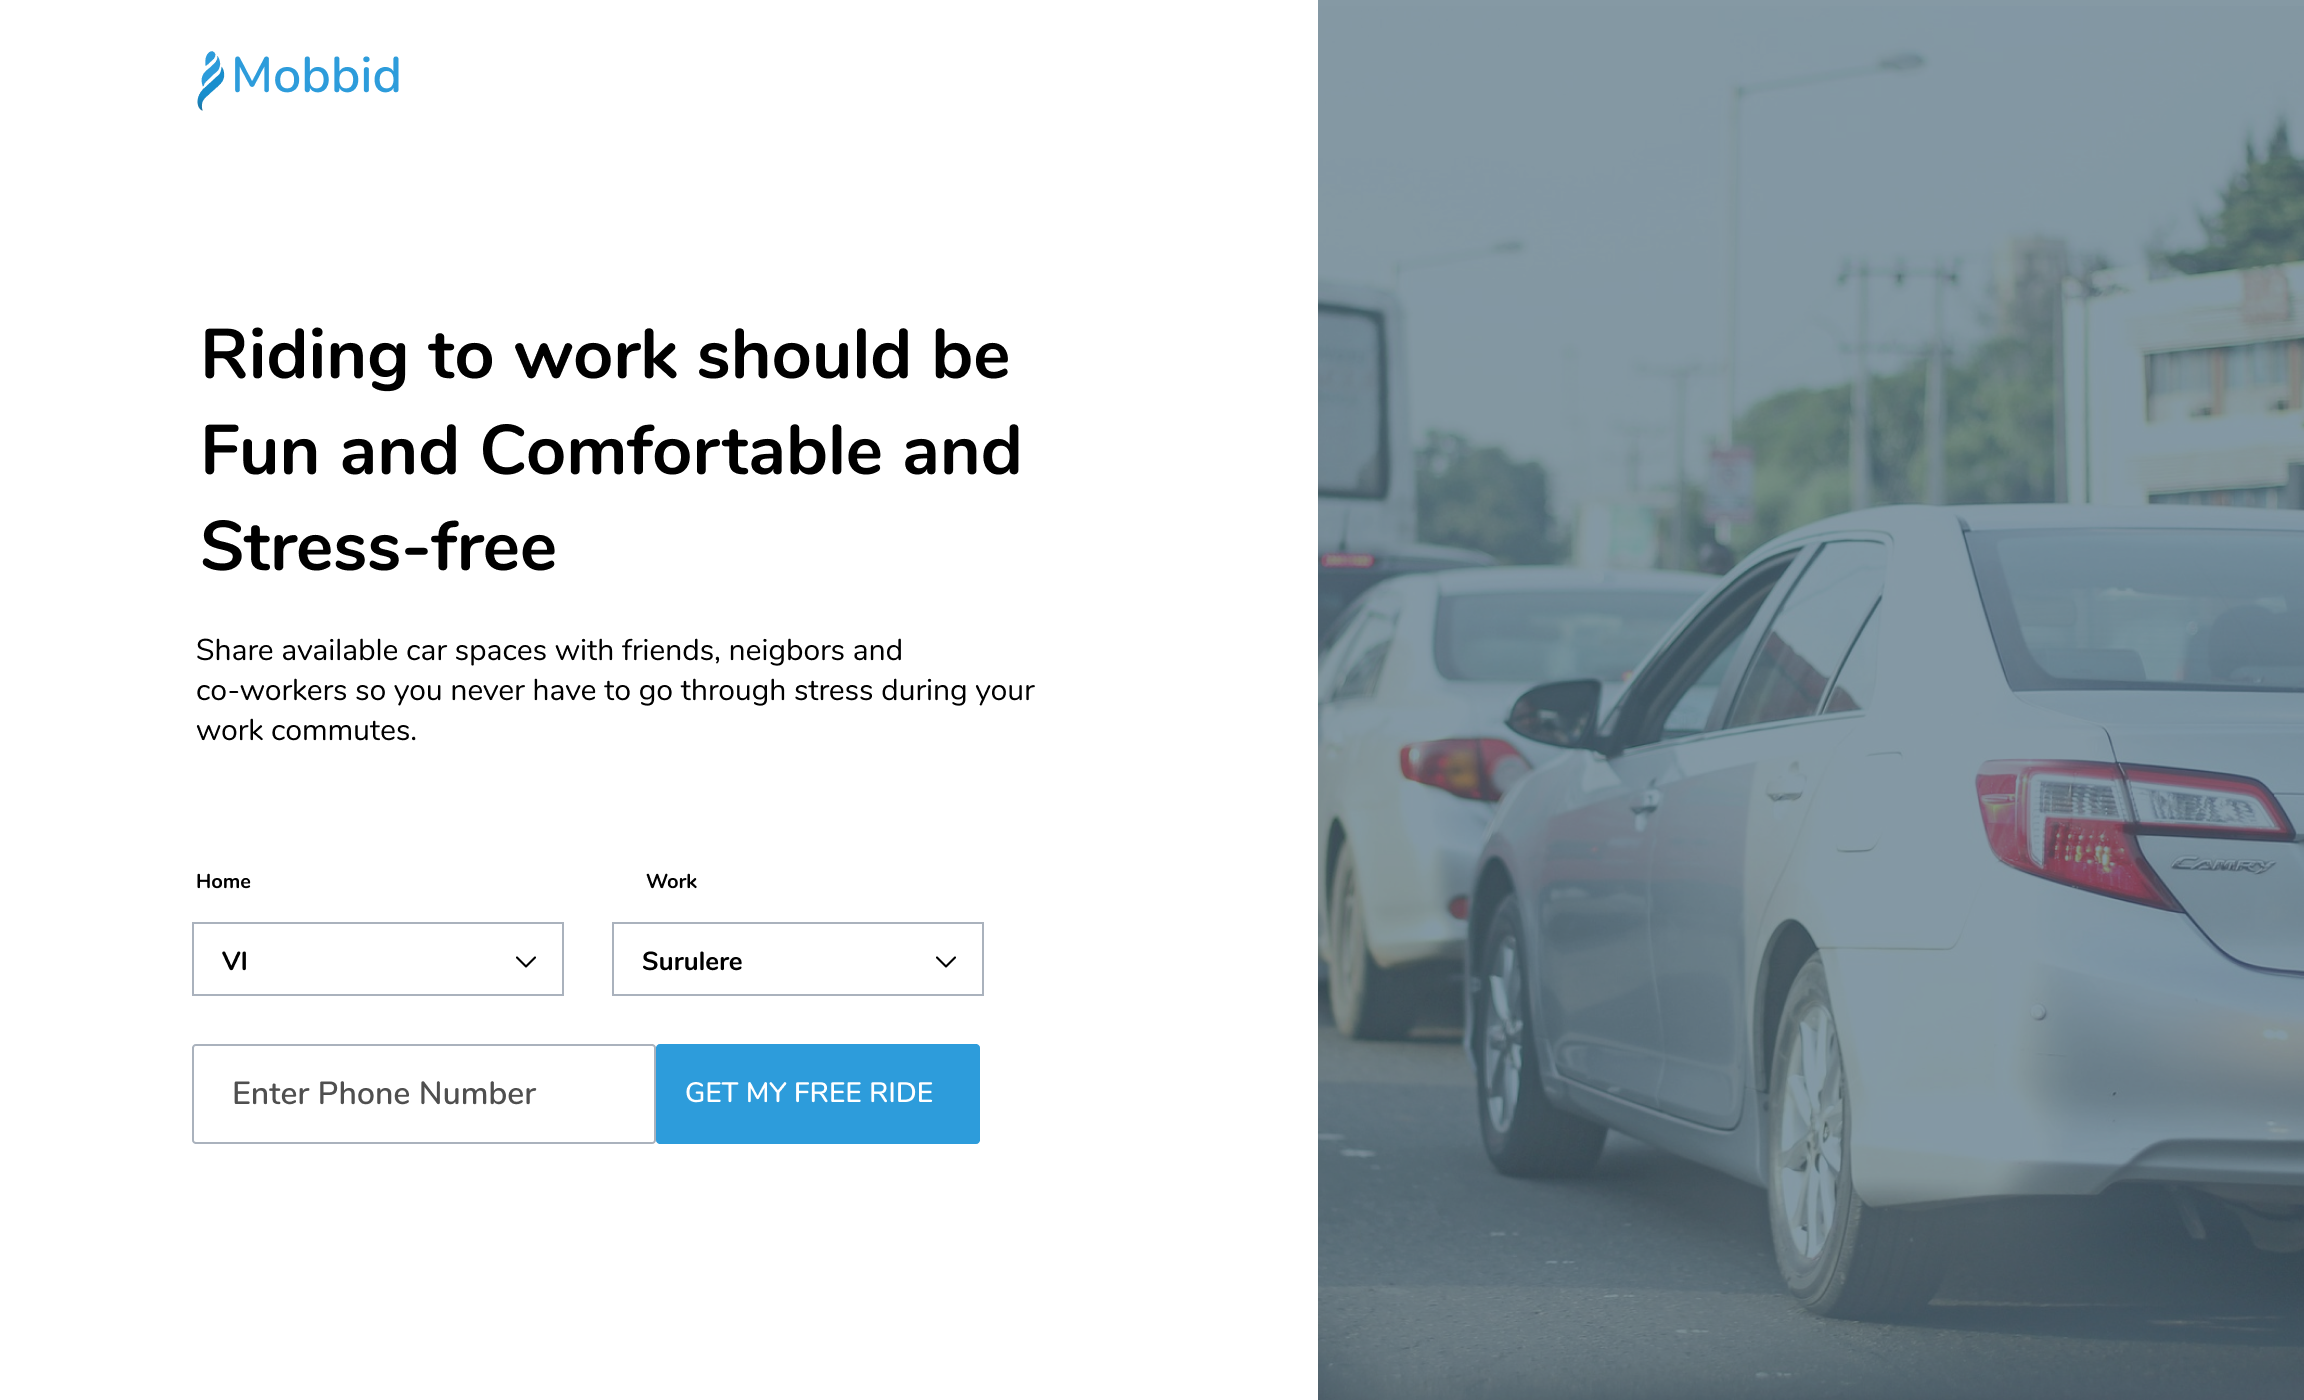 Mobbid
Riding to work should be
Fun and Comfortable and
Stress-free
Share available car spaces with friends, neigbors and
co-workers so you never have to go through stress during your
work commutes.
Home
Work
VI
Surulere
Enter Phone Number
GET MY FREE RIDE
CAMRY